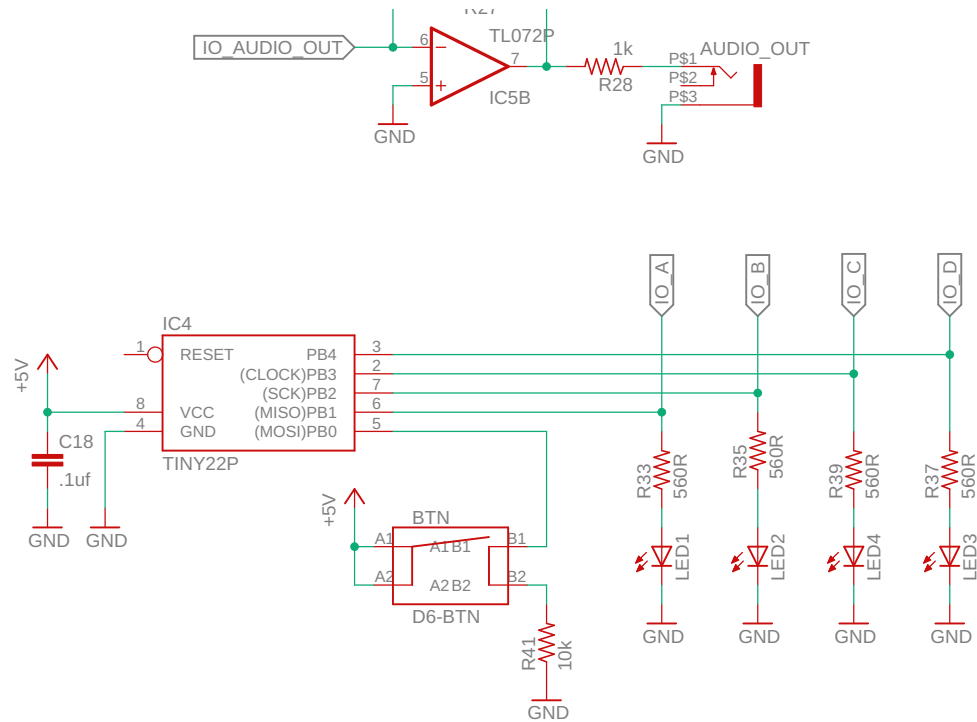 R27
TL072P
IO_AUDIO_OUT
6
7
5
IC5B
GND
1k
R28
AUDIO_OUT
P$1
P$2
P$3
GND
IO_A
IO_B
IO_C
IO_D
IC4
1
RESET
PB4
3
(CLOCK)PB3
2
(SCK)PB2
7
8
VCC
(MISO)PB1
6
4
GND
(MOSI)PB0
5
TINY22P
+5V
C18
.1uf
GND
GND
+5V
BTN
A1
A1
B1
B1
A2
A2
B2
B2
D6-BTN
R41
10k
GND
R33
560R
LED1
GND
R35
560R
LED2
GND
R39
560R
LED4
GND
R37
560R
LED3
GND